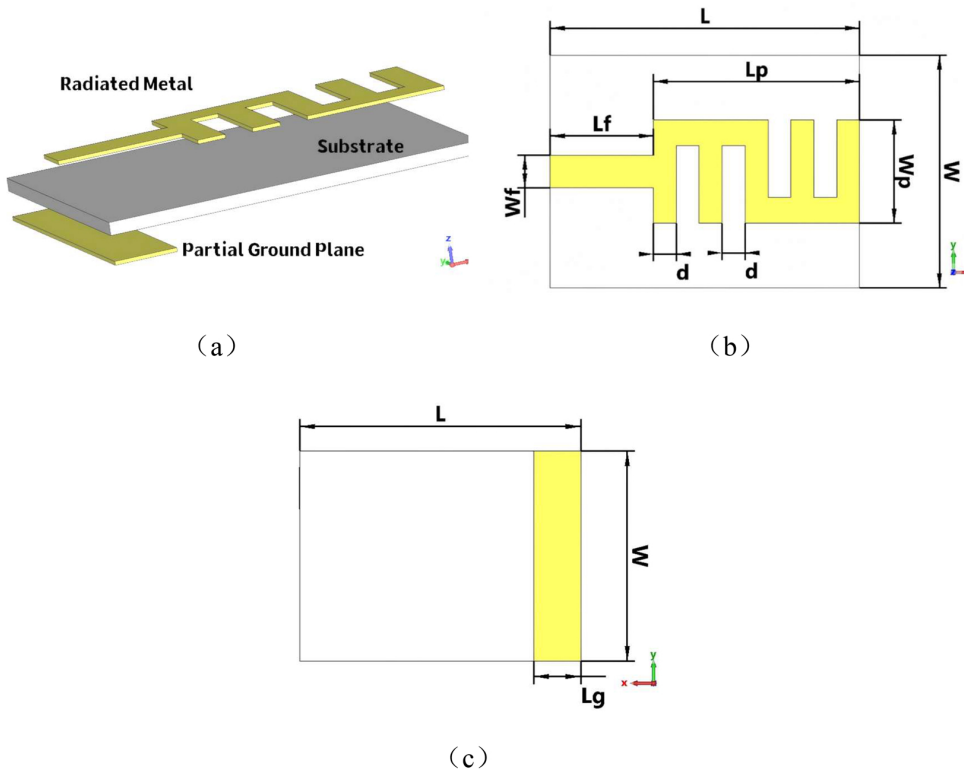 Radiated Metal
Substrate
Partial Ground Plane
z
y
(a)
L
Lp
Lf
Wf
Wp
W
d
d
y
z
(b)
L
W
Lg
y
x
(c)